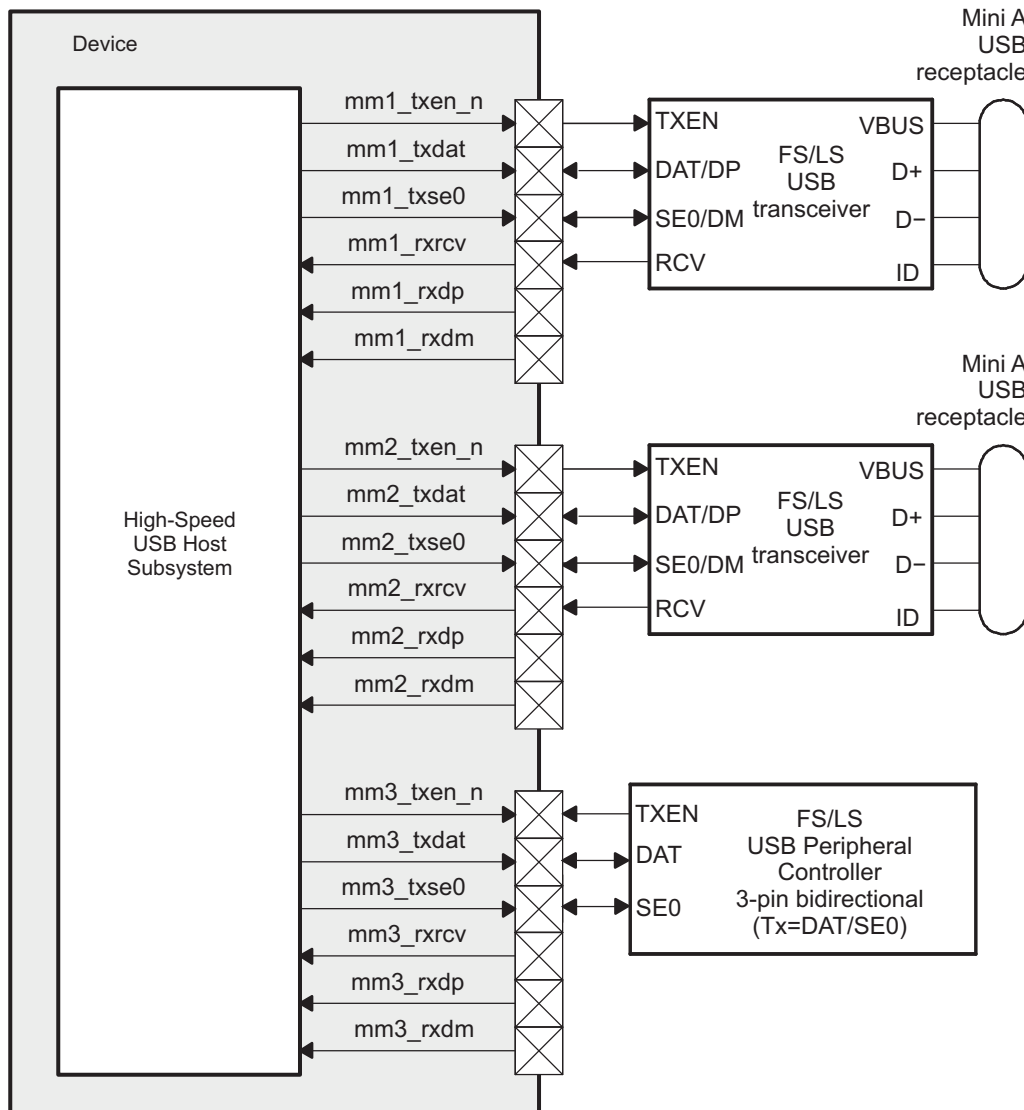 Device
High-Speed
USB Host
Subsystem
mm1_txen_n
mm1_txdat
mm1_txse0
mm1_rxrcv
mm1_rxdp
mm1_rxdm
TXEN
DAT/DP
SE0/DM
RCV
FS/LS
USB
transceiver
VBUS
D+
D−
ID
Mini A
USB
receptacle
mm2_txen_n
mm2_txdat
mm2_txse0
mm2_rxrcv
mm2_rxdp
mm2_rxdm
TXEN
DAT/DP
SE0/DM
RCV
FS/LS
USB
transceiver
VBUS
D+
D−
ID
Mini A
USB
receptacle
mm3_txen_n
mm3_txdat
mm3_txse0
mm3_rxrcv
mm3_rxdp
mm3_rxdm
TXEN
DAT
SE0
FS/LS
USB Peripheral
Controller
3-pin bidirectional
(Tx=DAT/SE0)